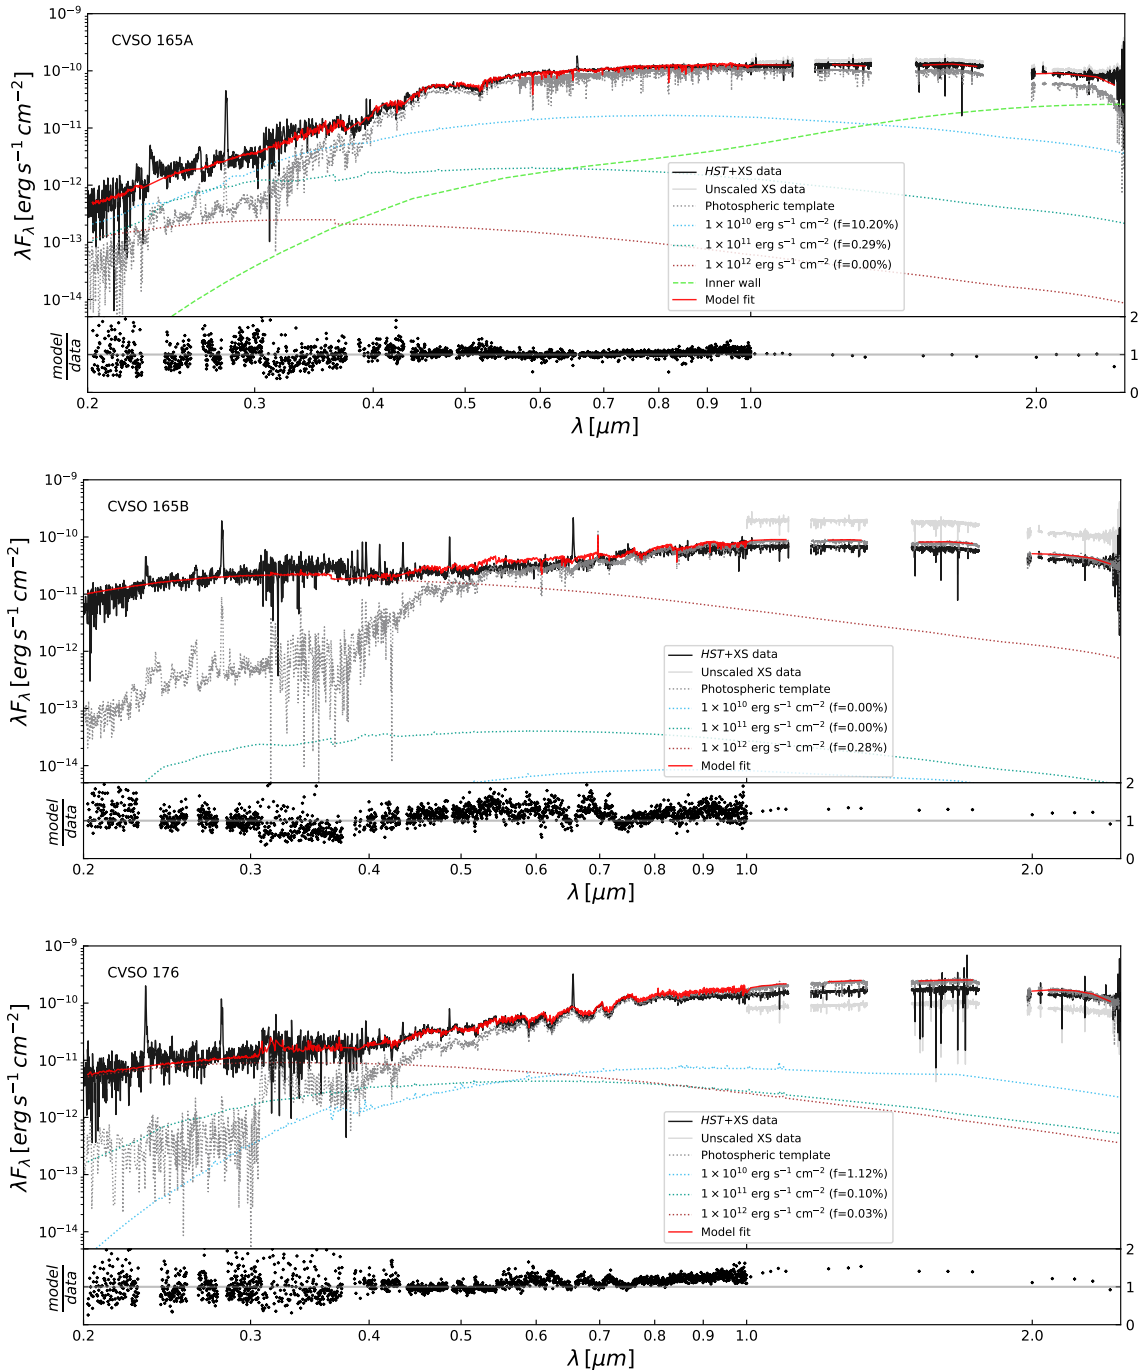 CVSO 165A
10⁻⁹
10⁻¹⁰
10⁻¹¹
10⁻¹²
10⁻¹³
10⁻¹⁴
λF_λ [erg s⁻¹ cm⁻²]
HST+XS data
Unscaled XS data
Photospheric template
1 × 10¹⁰ erg s⁻¹ cm⁻² (f=10.20%)
1 × 10¹¹ erg s⁻¹ cm⁻² (f=0.29%)
1 × 10¹² erg s⁻¹ cm⁻² (f=0.00%)
Inner wall
Model fit
model
data
2
1
0
0.2 0.3 0.4 0.5 0.6 0.7 0.8 0.9 1.0 2.0
λ [μm]
CVSO 165B
10⁻⁹
10⁻¹⁰
10⁻¹¹
10⁻¹²
10⁻¹³
10⁻¹⁴
λF_λ [erg s⁻¹ cm⁻²]
HST+XS data
Unscaled XS data
Photospheric template
1 × 10¹⁰ erg s⁻¹ cm⁻² (f=0.00%)
1 × 10¹¹ erg s⁻¹ cm⁻² (f=0.00%)
1 × 10¹² erg s⁻¹ cm⁻² (f=0.28%)
Model fit
model
data
2
1
0
0.2 0.3 0.4 0.5 0.6 0.7 0.8 0.9 1.0 2.0
λ [μm]
CVSO 176
10⁻⁹
10⁻¹⁰
10⁻¹¹
10⁻¹²
10⁻¹³
10⁻¹⁴
λF_λ [erg s⁻¹ cm⁻²]
HST+XS data
Unscaled XS data
Photospheric template
1 × 10¹⁰ erg s⁻¹ cm⁻² (f=1.12%)
1 × 10¹¹ erg s⁻¹ cm⁻² (f=0.10%)
1 × 10¹² erg s⁻¹ cm⁻² (f=0.03%)
Model fit
model
data
2
1
0
0.2 0.3 0.4 0.5 0.6 0.7 0.8 0.9 1.0 2.0
λ [μm]